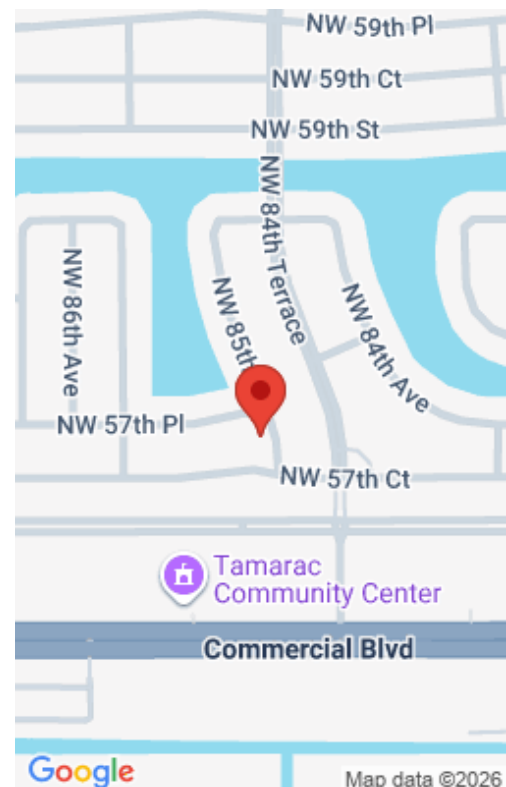 NW 59th Pl
NW 59th Ct
NW 59th St
NW 84th Terrace
NW 86th Ave
NW 85th
NW 84th Ave
NW 57th Pl
NW 57th Ct
Tamarac
Community Center
Commercial Blvd
Google
Map data ©2026